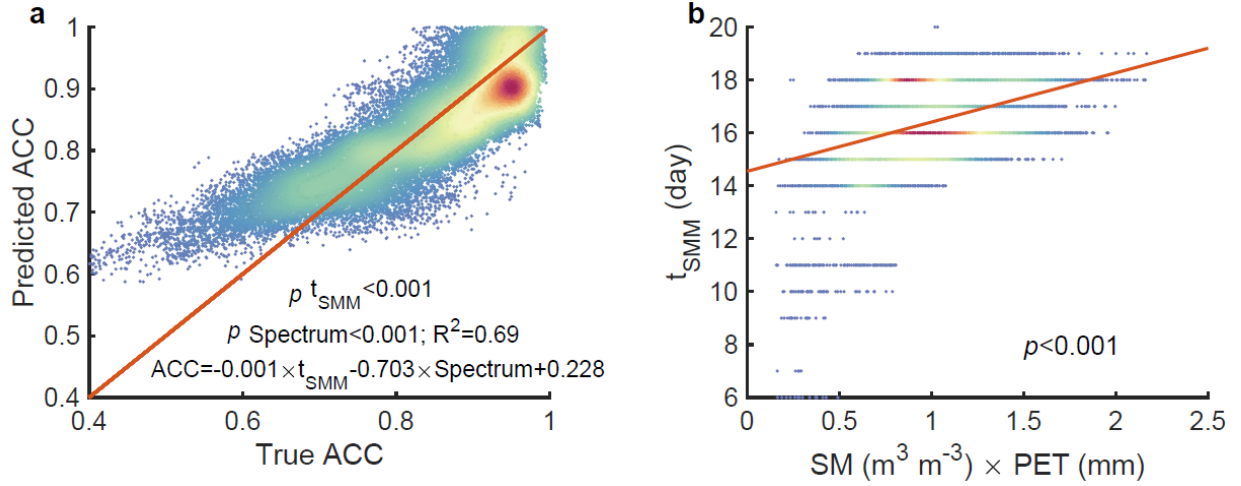 a
1
0.9
0.8
0.7
0.6
0.5
0.4
Predicted ACC
p t_SMM<0.001
p Spectrum<0.001; R²=0.69
ACC=-0.001×t_SMM-0.703×Spectrum+0.228
0.4 0.6 0.8 1
True ACC
b
20
18
16
14
12
10
8
6
t_SMM (day)
p<0.001
0 0.5 1 1.5 2 2.5
SM (m³ m⁻³) × PET (mm)